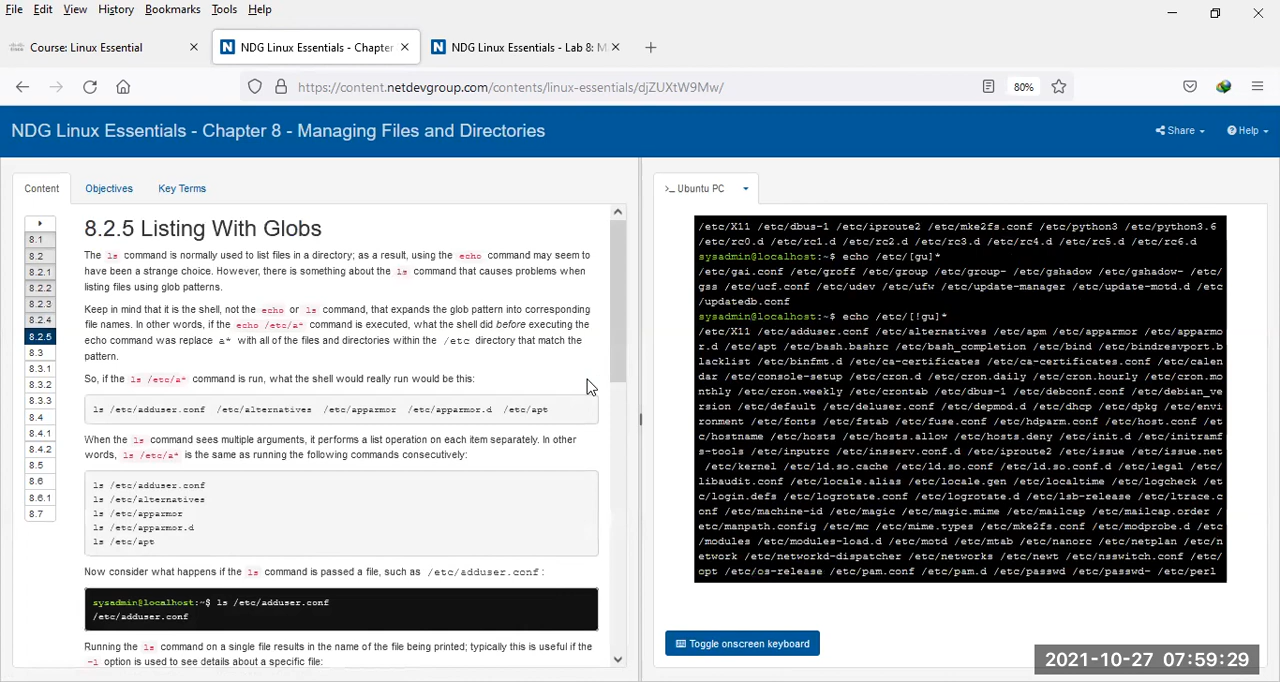 File Edit View History Bookmarks Tools Help
Course: Linux Essential
NDG Linux Essentials - Chapter
NDG Linux Essentials - Lab 8: M
https://content.netdevgroup.com/contents/linux-essentials/djZUXtW9Mw/
80%
NDG Linux Essentials - Chapter 8 - Managing Files and Directories
Share
Help
Content Objectives Key Terms
8.1
8.2
8.2.1
8.2.2
8.2.3
8.2.4
8.2.5
8.3
8.3.1
8.3.2
8.3.3
8.4
8.4.1
8.4.2
8.5
8.6
8.6.1
8.7
8.2.5 Listing With Globs
The ls command is normally used to list files in a directory; as a result, using the echo command may seem to
have been a strange choice. However, there is something about the ls command that causes problems when
listing files using glob patterns.
Keep in mind that it is the shell, not the echo or ls command, that expands the glob pattern into corresponding
file names. In other words, if the echo /etc/a* command is executed, what the shell did before executing the
echo command was replace a* with all of the files and directories within the /etc directory that match the
pattern.
So, if the ls /etc/a* command is run, what the shell would really run would be this:
ls /etc/adduser.conf /etc/alternatives /etc/apparmor /etc/apparmor.d /etc/apt
When the ls command sees multiple arguments, it performs a list operation on each item separately. In other
words, ls /etc/a* is the same as running the following commands consecutively:
ls /etc/adduser.conf
ls /etc/alternatives
ls /etc/apparmor
ls /etc/apparmor.d
ls /etc/apt
Now consider what happens if the ls command is passed a file, such as /etc/adduser.conf:
sysadmin@localhost:~$ ls /etc/adduser.conf
/etc/adduser.conf
Running the ls command on a single file results in the name of the file being printed; typically this is useful if the
-l option is used to see details about a specific file:
>_ Ubuntu PC
/etc/X11 /etc/dbus-1 /etc/iproute2 /etc/mke2fs.conf /etc/python3 /etc/python3.6
/etc/rc0.d /etc/rc1.d /etc/rc2.d /etc/rc3.d /etc/rc4.d /etc/rc5.d /etc/rc6.d
sysadmin@localhost:~$ echo /etc/[gu]*
/etc/gai.conf /etc/groff /etc/group /etc/group- /etc/gshadow /etc/gshadow- /etc/
gss /etc/ucf.conf /etc/udev /etc/ufw /etc/update-manager /etc/update-motd.d /etc
/updatedb.conf
sysadmin@localhost:~$ echo /etc/[!gu]*
/etc/X11 /etc/adduser.conf /etc/alternatives /etc/apm /etc/apparmor /etc/apparmo
r.d /etc/apt /etc/bash.bashrc /etc/bash_completion /etc/bind /etc/bindresvport.b
lacklist /etc/binfmt.d /etc/ca-certificates /etc/ca-certificates.conf /etc/calen
dar /etc/console-setup /etc/cron.d /etc/cron.daily /etc/cron.hourly /etc/cron.mo
nthly /etc/cron.weekly /etc/crontab /etc/dbus-1 /etc/debconf.conf /etc/debian_ve
rsion /etc/default /etc/deluser.conf /etc/depmod.d /etc/dhcp /etc/dpkg /etc/envi
ronment /etc/fonts /etc/fstab /etc/fuse.conf /etc/hdparm.conf /etc/host.conf /et
c/hostname /etc/hosts /etc/hosts.allow /etc/hosts.deny /etc/init.d /etc/initramf
s-tools /etc/inputrc /etc/insserv.conf.d /etc/iproute2 /etc/issue /etc/issue.net
/etc/kernel /etc/ld.so.cache /etc/ld.so.conf /etc/ld.so.conf.d /etc/legal /etc/
libaudit.conf /etc/locale.alias /etc/locale.gen /etc/localtime /etc/logcheck /et
c/login.defs /etc/logrotate.conf /etc/logrotate.d /etc/lsb-release /etc/ltrace.c
onf /etc/machine-id /etc/magic /etc/magic.mime /etc/mailcap /etc/mailcap.order /
etc/manpath.config /etc/mc /etc/mime.types /etc/mke2fs.conf /etc/modprobe.d /etc
/modules /etc/modules-load.d /etc/motd /etc/mtab /etc/nanorc /etc/netplan /etc/n
etwork /etc/networkd-dispatcher /etc/networks /etc/newt /etc/nsswitch.conf /etc/
opt /etc/os-release /etc/pam.conf /etc/pam.d /etc/passwd /etc/passwd- /etc/perl
Toggle onscreen keyboard
2021-10-27 07:59:29